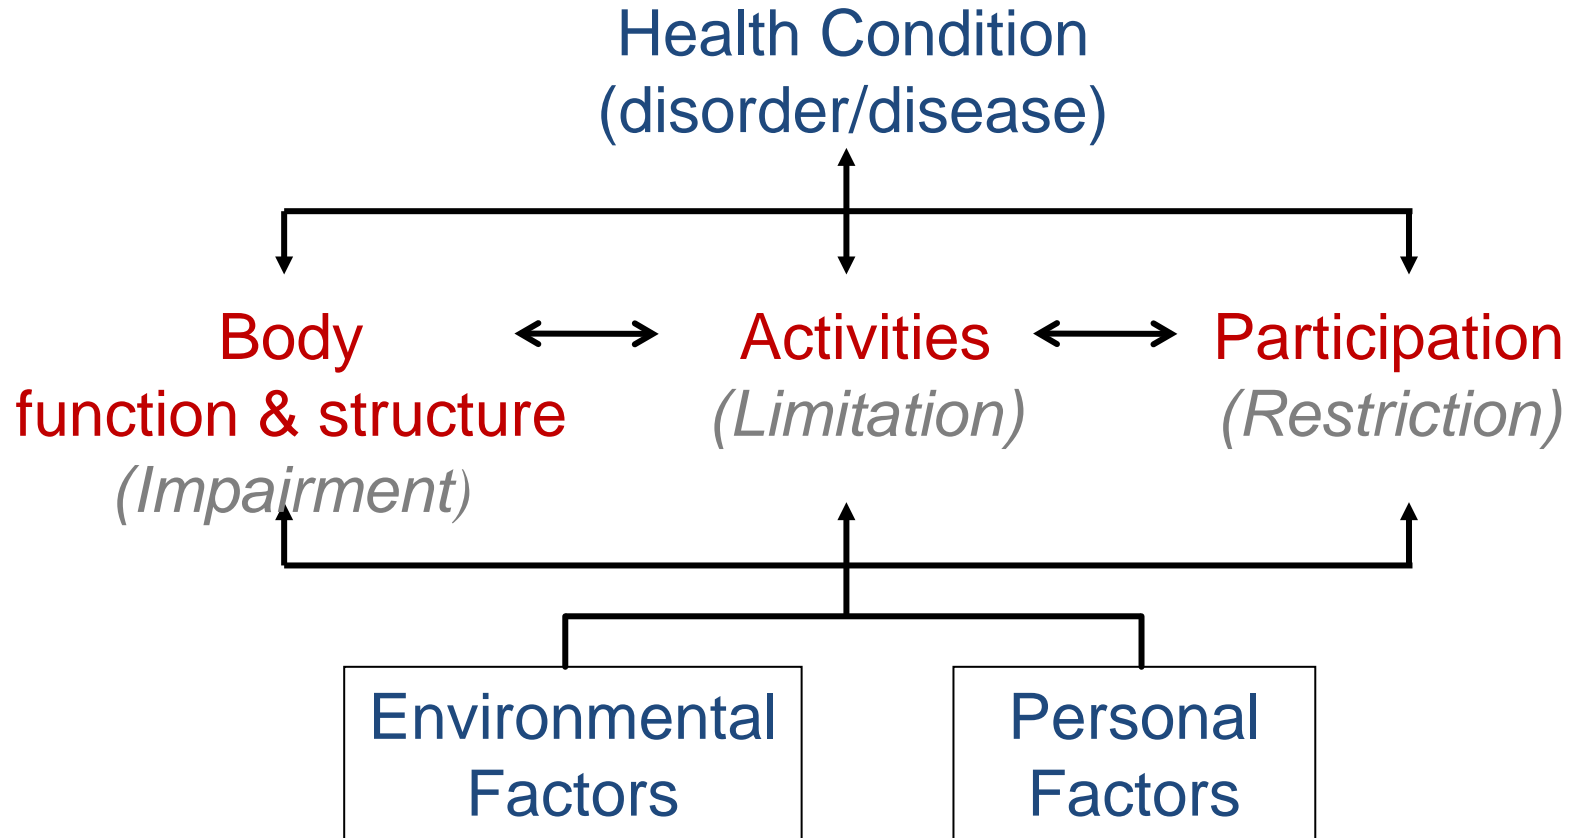 Health Condition
(disorder/disease)
Body
function & structure
(Impairment)
Activities
(Limitation)
Participation
(Restriction)
Environmental
Factors
Personal
Factors